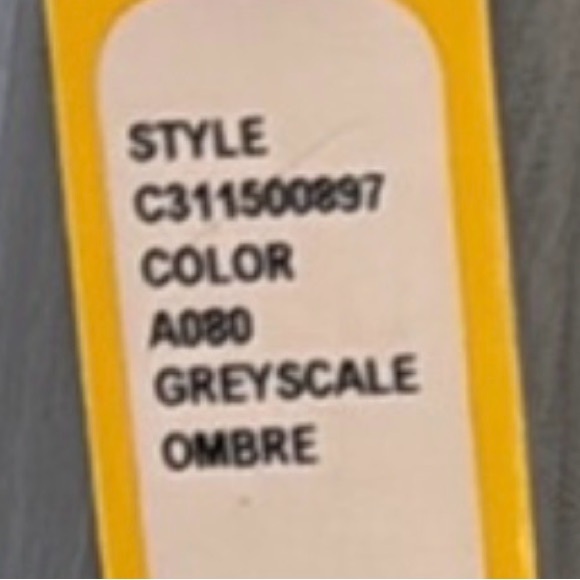 STYLE
C311500897
COLOR
A080
GREYSCALE
OMBRE